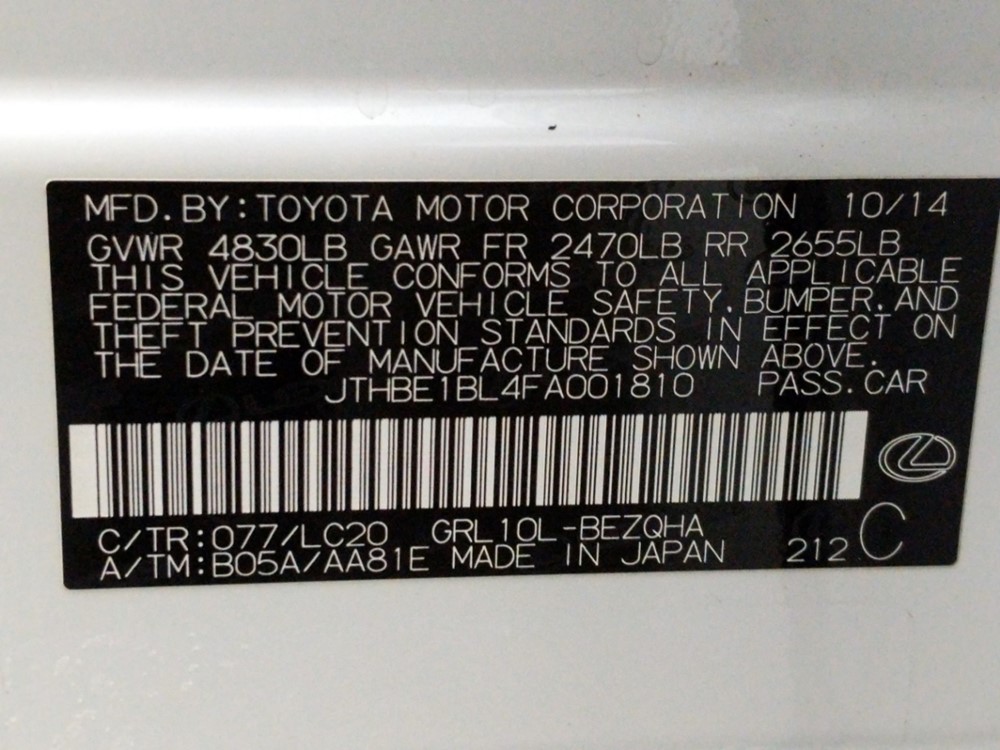 MFD.BY:TOYOTA MOTOR CORPORATION 10/14
GVWR 4830LB GAWR FR 2470LB RR 2655LB
THIS VEHICLE CONFORMS TO ALL APPLICABLE
FEDERAL MOTOR VEHICLE SAFETY,BUMPER,AND
THEFT PREVENTION STANDARDS IN EFFECT ON
THE DATE OF MANUFACTURE SHOWN ABOVE.
JTHBE1BL4FA001810 PASS.CAR
C/TR:077/LC20 GRL10L-BEZQHA
A/TM:B05A/AA81E MADE IN JAPAN 212 C